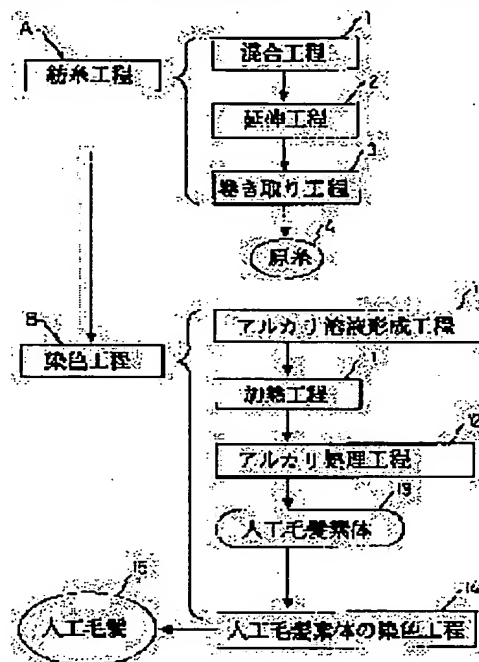 A
紡糸工程
1
混合工程
2
延伸工程
3
巻き取り工程
4
原糸
B
染色工程
アルカリ溶液形成工程
加熱工程
12
アルカリ処理工程
13
人工毛髪素体
14
人工毛髪素体の染色工程
15
人工毛髪